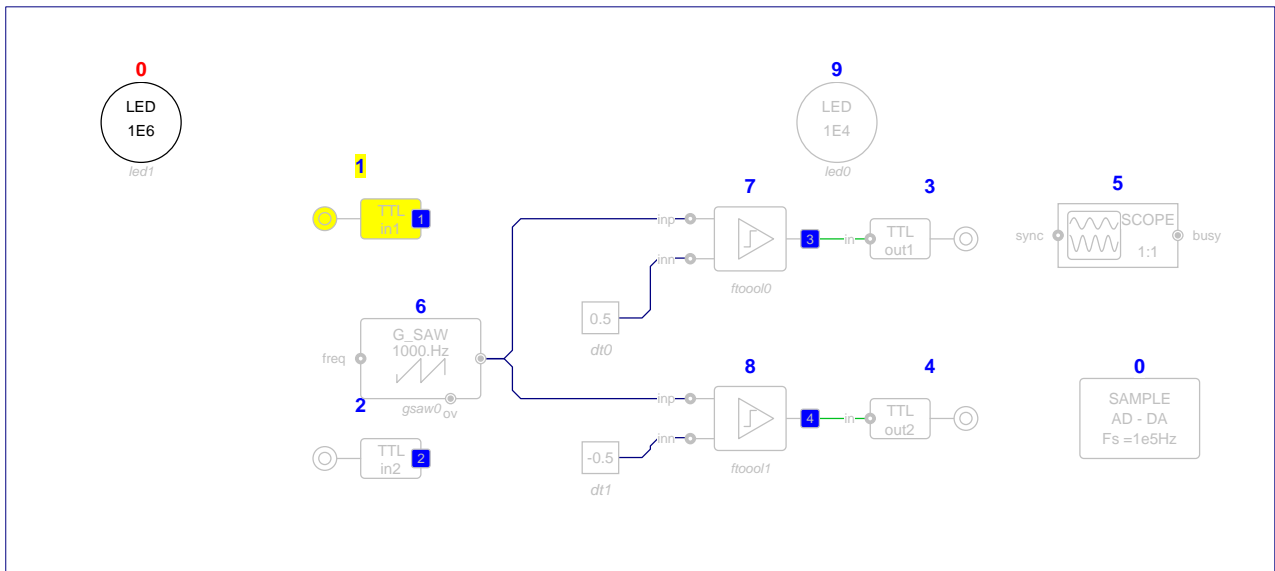 0
LED
1E6
led1
9
LED
1E4
led0
1
TTL
in1
1
7
inp
inn
ftoool0
3
in
3
TTL
out1
5
sync
SCOPE
1:1
busy
0.5
dt0
6
freq
G_SAW
1000.Hz
gsaw0
ov
2
TTL
in2
2
8
inp
inn
ftoool1
4
in
4
TTL
out2
-0.5
dt1
0
SAMPLE
AD - DA
Fs =1e5Hz